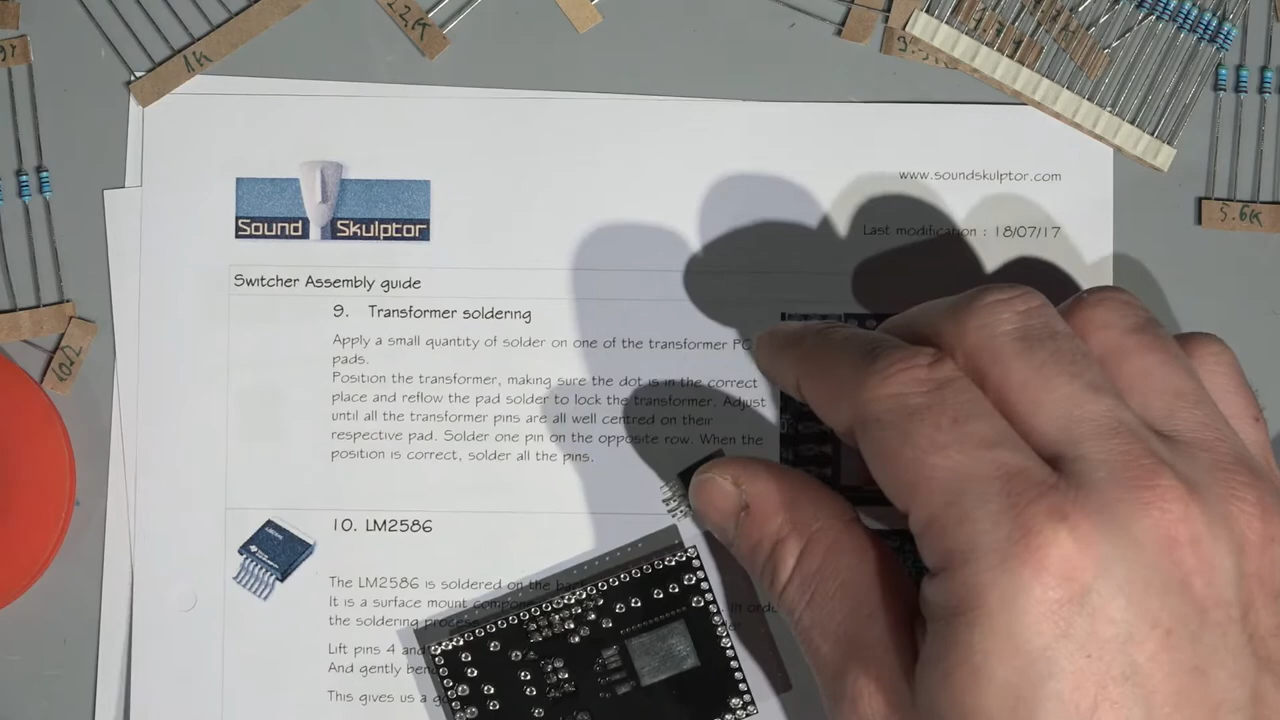 1K
2.2K
5.6K
10Ω
Sound Skulptor
www.soundskulptor.com
Last modification : 18/07/17
Switcher Assembly guide
9. Transformer soldering
Apply a small quantity of solder on one of the transformer PC
pads.
Position the transformer, making sure the dot is in the correct
place and reflow the pad solder to lock the transformer. Adjust
until all the transformer pins are all well centred on their
respective pad. Solder one pin on the opposite row. When the
position is correct, solder all the pins.
10. LM2586
The LM2586 is soldered on the
It is a surface mount
the soldering
Lift pins 4 and
And gently
This gives us a